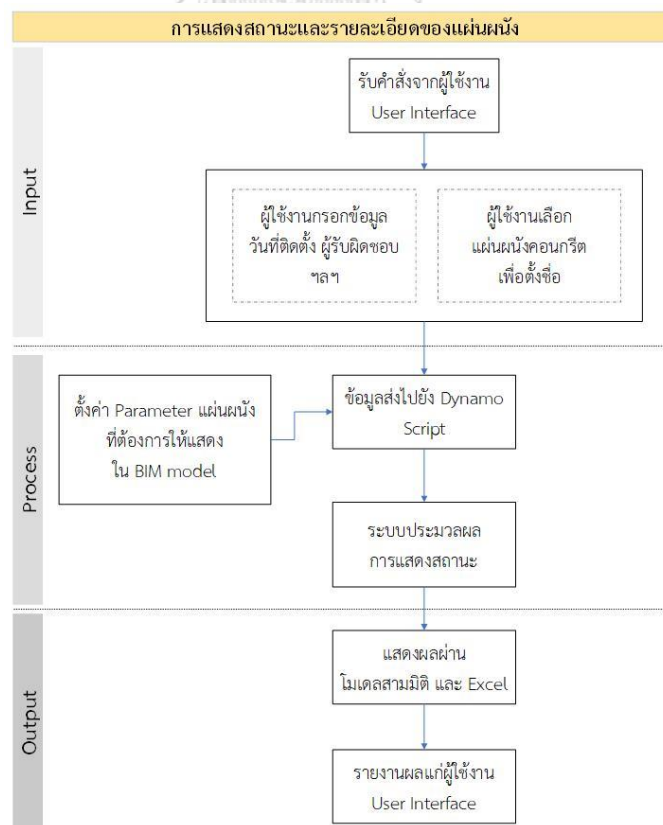 การแสดงสถานะและรายละเอียดของแผ่นผนัง
Input
รับคำสั่งจากผู้ใช้งาน
User Interface
ผู้ใช้งานกรอกข้อมูล
วันที่ติดตั้ง ผู้รับผิดชอบ
ฯลฯ
ผู้ใช้งานเลือก
แผ่นผนังคอนกรีต
เพื่อตั้งชื่อ
Process
ตั้งค่า Parameter แผ่นผนัง
ที่ต้องการให้แสดง
ใน BIM model
ข้อมูลส่งไปยัง Dynamo
Script
ระบบประมวลผล
การแสดงสถานะ
Output
แสดงผลผ่าน
โมเดลสามมิติ และ Excel
รายงานผลแก่ผู้ใช้งาน
User Interface